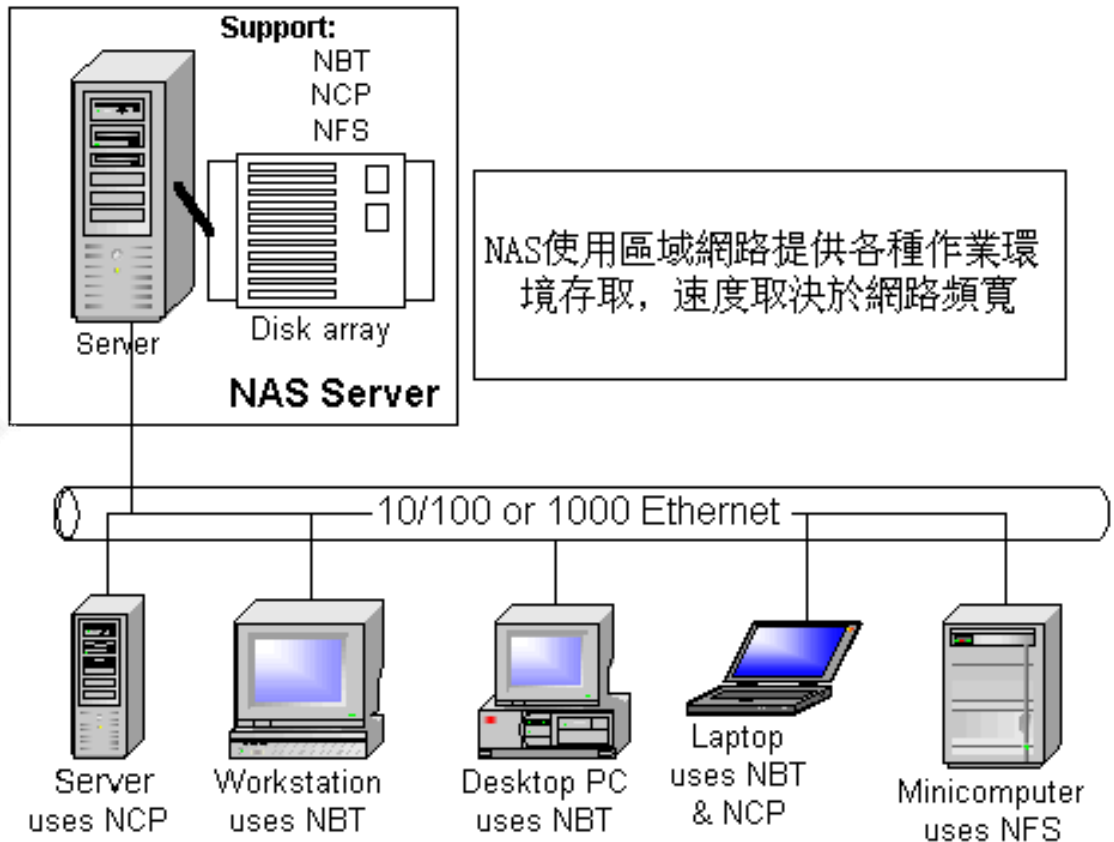 Support:
NBT
NCP
NFS
Server
Disk array
NAS Server
NAS使用區域網路提供各種作業環
境存取，速度取決於網路頻寬
10/100 or 1000 Ethernet
Server
uses NCP
Workstation
uses NBT
Desktop PC
uses NBT
Laptop
uses NBT
& NCP
Minicomputer
uses NFS